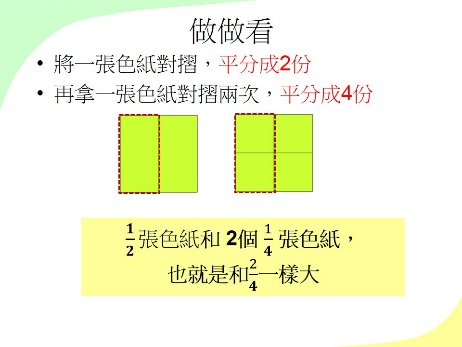 做做看
• 將一張色紙對摺，平分成2份
• 再拿一張色紙對摺兩次，平分成4份
1/2 張色紙和 2個 1/4 張色紙，
也就是和2/4一樣大